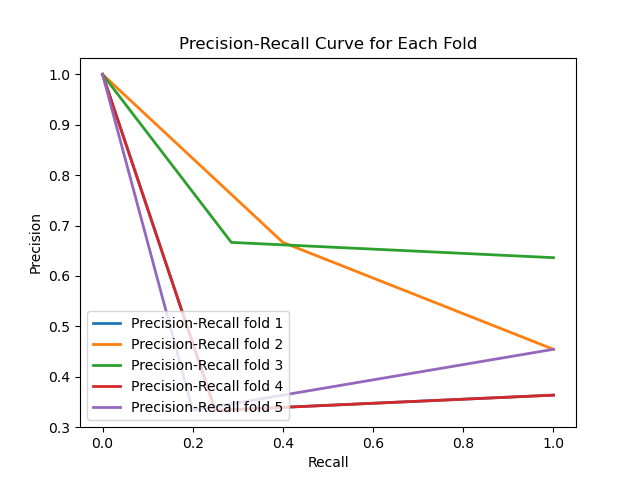 Precision-Recall Curve for Each Fold
1.0
0.9
0.8
0.7
0.6
0.5
0.4
0.3
Precision
Precision-Recall fold 1
Precision-Recall fold 2
Precision-Recall fold 3
Precision-Recall fold 4
Precision-Recall fold 5
0.0 0.2 0.4 0.6 0.8 1.0
Recall